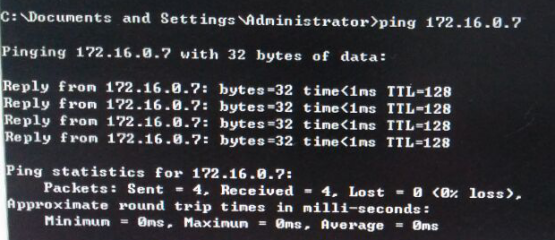 C:\Documents and Settings\Administrator>ping 172.16.0.7
Pinging 172.16.0.7 with 32 bytes of data:
Reply from 172.16.0.7: bytes=32 time<1ms TTL=128
Reply from 172.16.0.7: bytes=32 time<1ms TTL=128
Reply from 172.16.0.7: bytes=32 time<1ms TTL=128
Reply from 172.16.0.7: bytes=32 time<1ms TTL=128
Ping statistics for 172.16.0.7:
Packets: Sent = 4, Received = 4, Lost = 0 (0% loss),
Approximate round trip times in milli-seconds:
Minimum = 0ms, Maximum = 0ms, Average = 0ms